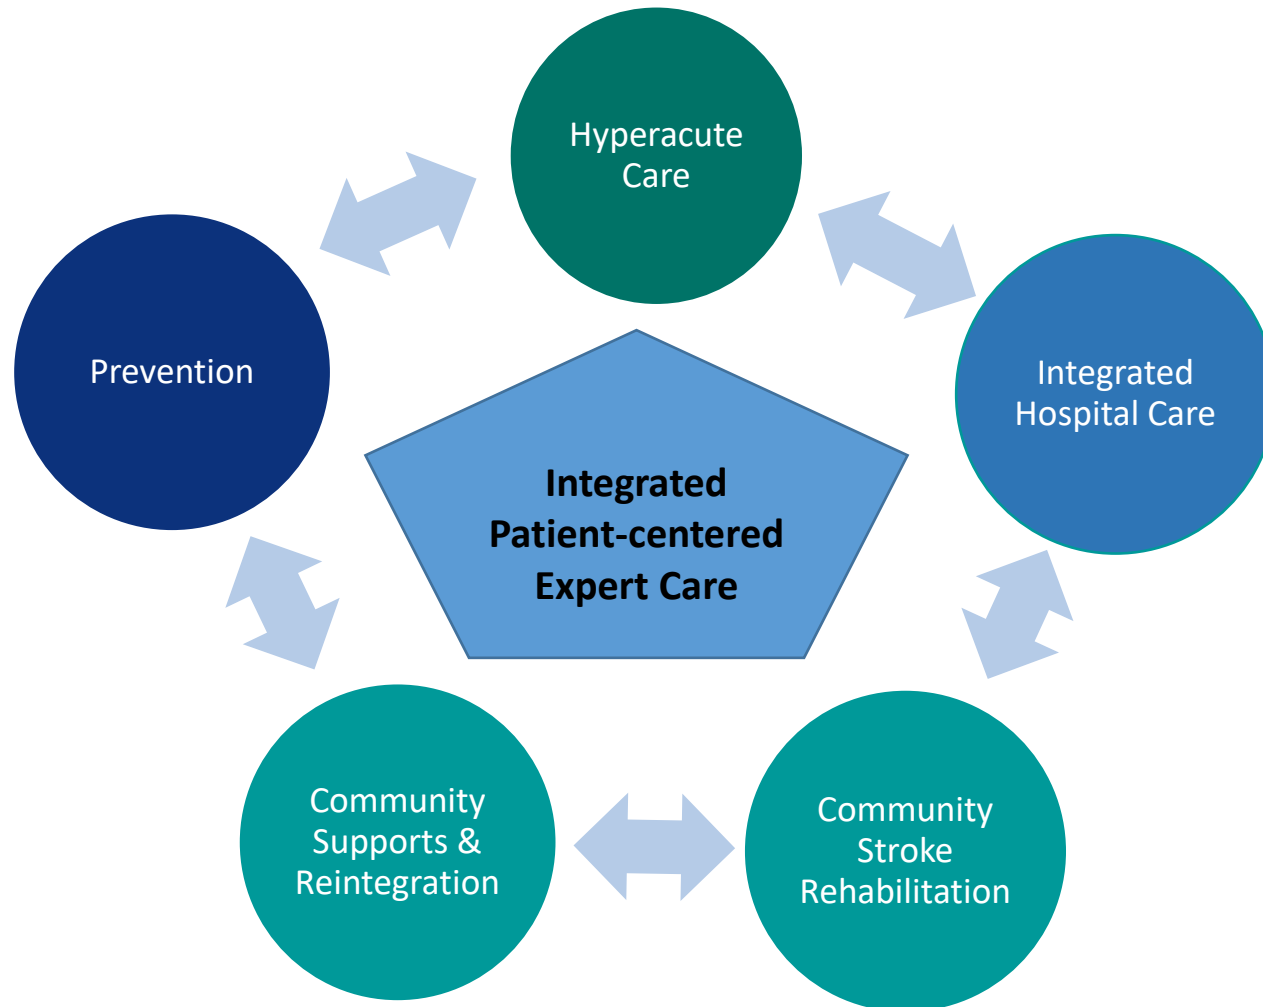 Hyperacute
Care
Prevention
Integrated
Hospital Care
Integrated
Patient-centered
Expert Care
Community
Supports &
Reintegration
Community
Stroke
Rehabilitation